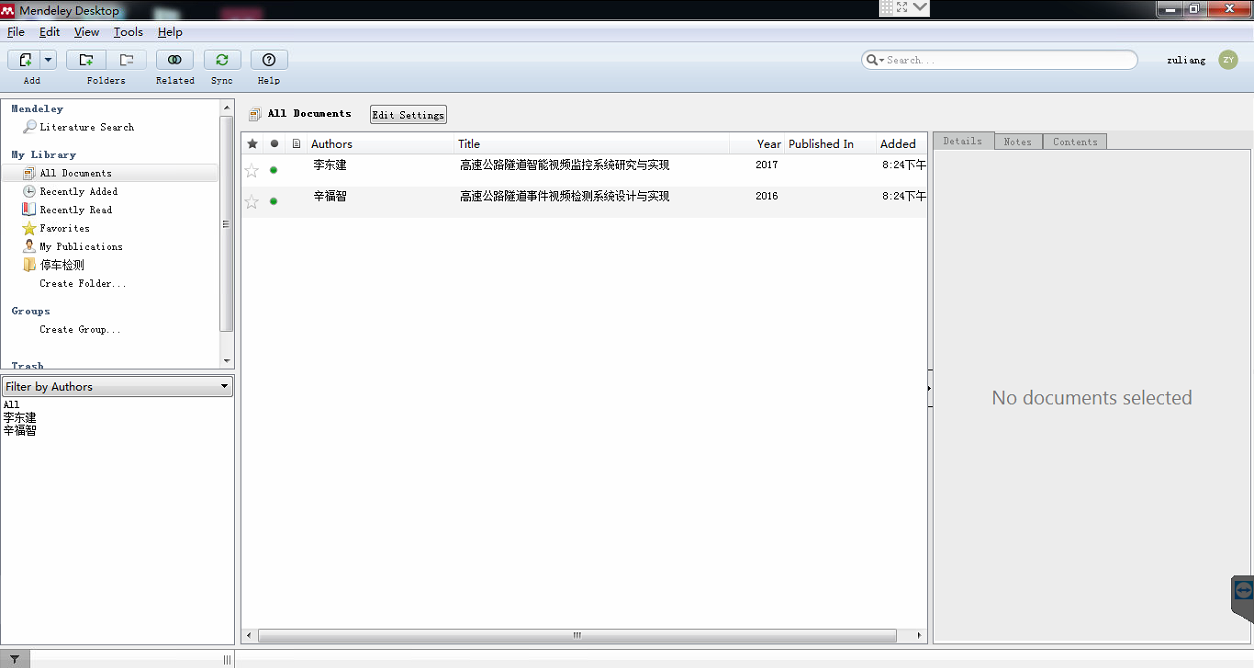 Mendeley Desktop
File Edit View Tools Help
Add Folders Related Sync Help
Search...
zuliang ZY
Mendeley
Literature Search
My Library
All Documents
Recently Added
Recently Read
Favorites
My Publications
停车检测
Create Folder...
Groups
Create Group...
Trash
Filter by Authors
All
李东建
辛福智
All Documents Edit Settings
Authors Title Year Published In Added
李东建 高速公路隧道智能视频监控系统研究与实现 2017 8:24下午
辛福智 高速公路隧道事件视频检测系统设计与实现 2016 8:24下午
Details Notes Contents
No documents selected